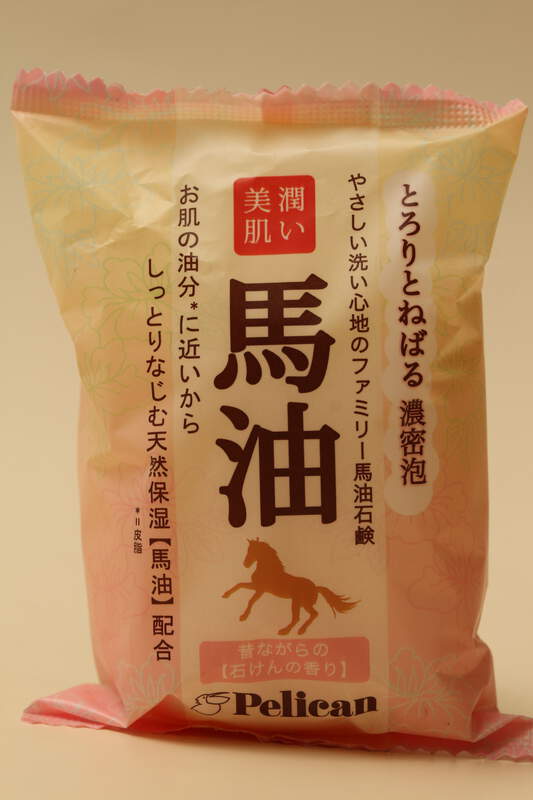 とろりとねばる 濃密泡
やさしい洗い心地のファミリー馬油石鹸
潤い
美肌
馬油
お肌の油分*に近いから
しっとりなじむ天然保湿【馬油】配合
*=皮脂
昔ながらの
【石けんの香り】
Pelican